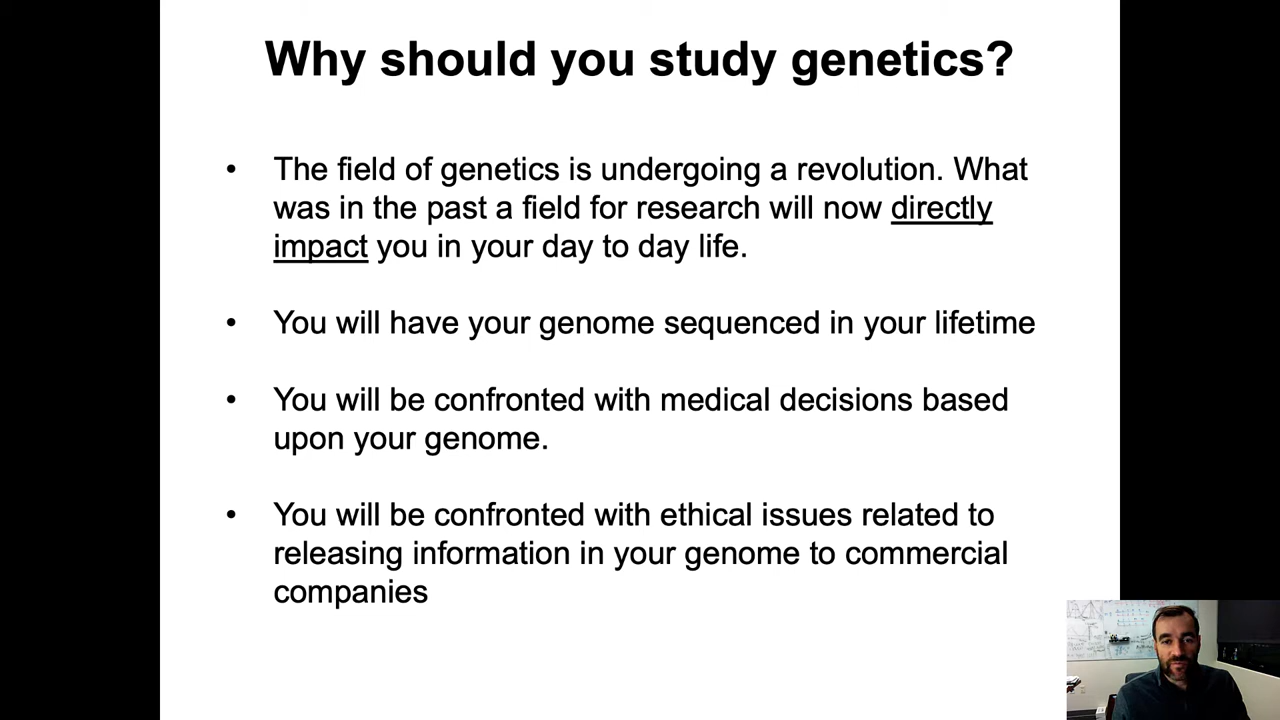 Why should you study genetics?
• The field of genetics is undergoing a revolution. What
was in the past a field for research will now directly
impact you in your day to day life.
• You will have your genome sequenced in your lifetime
• You will be confronted with medical decisions based
upon your genome.
• You will be confronted with ethical issues related to
releasing information in your genome to commercial
companies